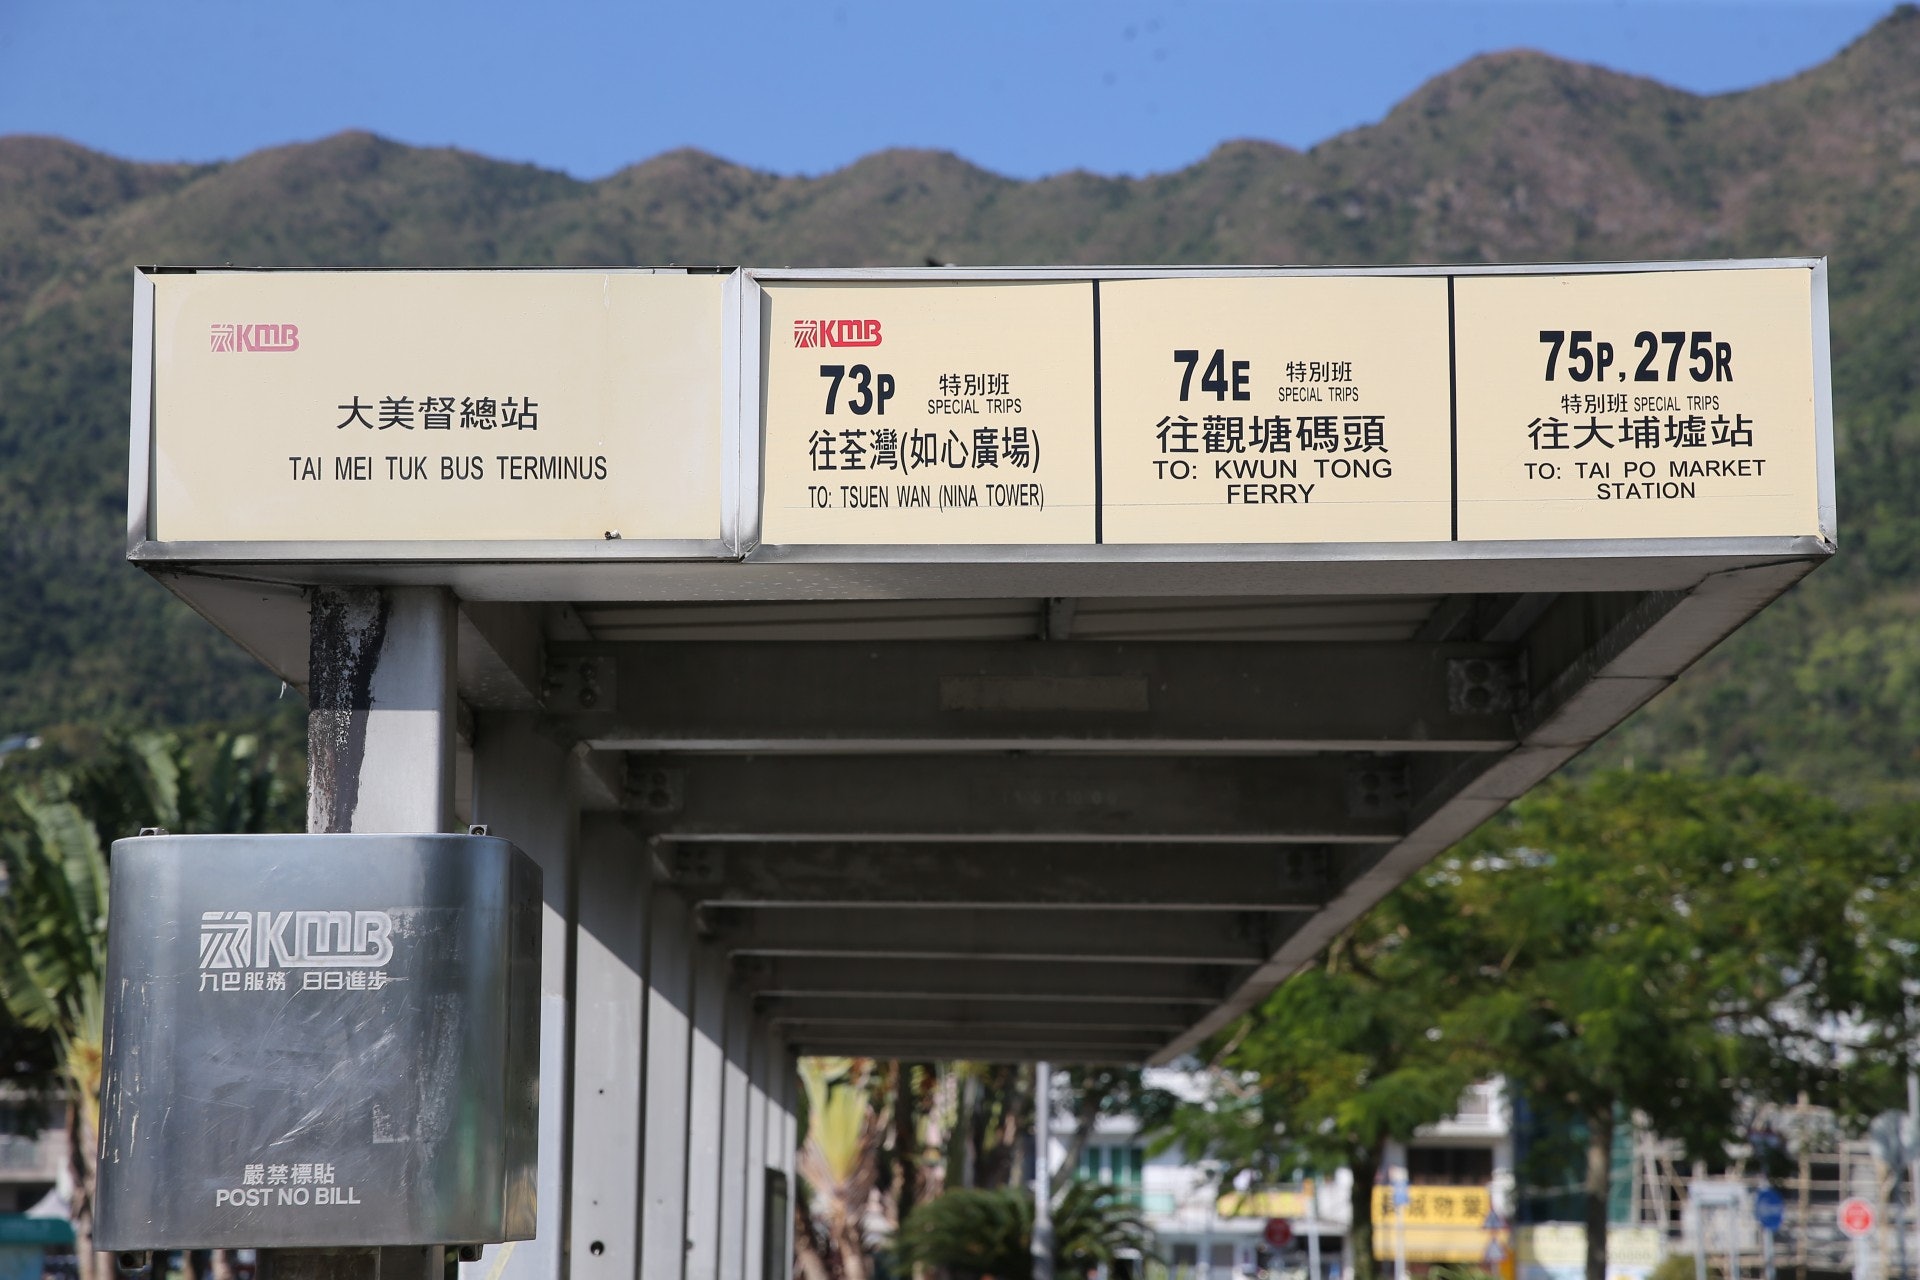 KMB
大美督總站
TAI MEI TUK BUS TERMINUS
KMB
73P 特別班
SPECIAL TRIPS
往荃灣(如心廣場)
TO: TSUEN WAN (NINA TOWER)
74E 特別班
SPECIAL TRIPS
往觀塘碼頭
TO: KWUN TONG
FERRY
75P, 275R
特別班 SPECIAL TRIPS
往大埔墟站
TO: TAI PO MARKET
STATION
KMB
九巴服務 日日進步
嚴禁標貼
POST NO BILL
物業